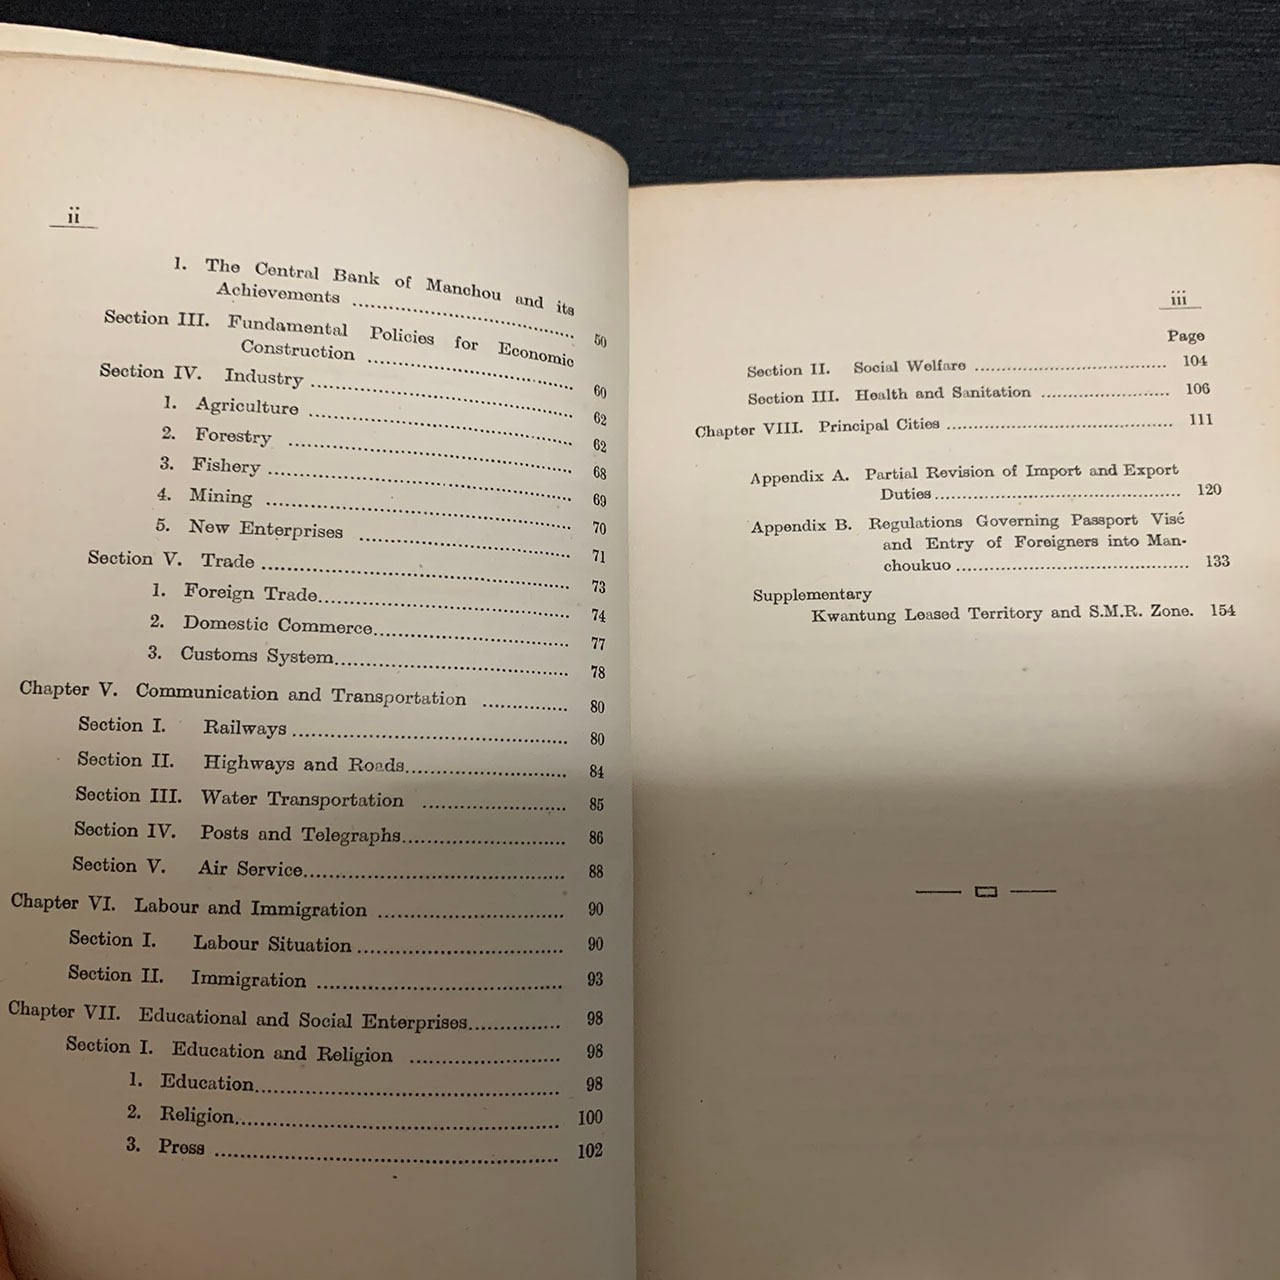 ii
1. The Central Bank of Manchou and its
Achievements ........................................ 50
Section III. Fundamental Policies for Economic
Construction ..................................... 60
Section IV. Industry ........................................ 62
1. Agriculture ........................................ 62
2. Forestry ........................................ 68
3. Fishery ........................................ 69
4. Mining ........................................ 70
5. New Enterprises ................................ 71
Section V. Trade ........................................ 73
1. Foreign Trade ..................................... 74
2. Domestic Commerce .............................. 77
3. Customs System .................................. 78
Chapter V. Communication and Transportation ............... 80
Section I. Railways ........................................ 80
Section II. Highways and Roads .......................... 84
Section III. Water Transportation ...................... 85
Section IV. Posts and Telegraphs .......................... 86
Section V. Air Service ..................................... 88
Chapter VI. Labour and Immigration ............................ 90
Section I. Labour Situation ............................... 90
Section II. Immigration ..................................... 93
Chapter VII. Educational and Social Enterprises ............... 98
Section I. Education and Religion ........................ 98
1. Education ........................................ 98
2. Religion ........................................ 100
3. Press ........................................ 102
iii
Page
Section II. Social Welfare ................................. 104
Section III. Health and Sanitation ...................... 106
Chapter VIII. Principal Cities ................................... 111
Appendix A. Partial Revision of Import and Export
Duties ........................................ 120
Appendix B. Regulations Governing Passport Visé
and Entry of Foreigners into Man-
choukuo ..................................... 133
Supplementary
Kwantung Leased Territory and S.M.R. Zone. 154